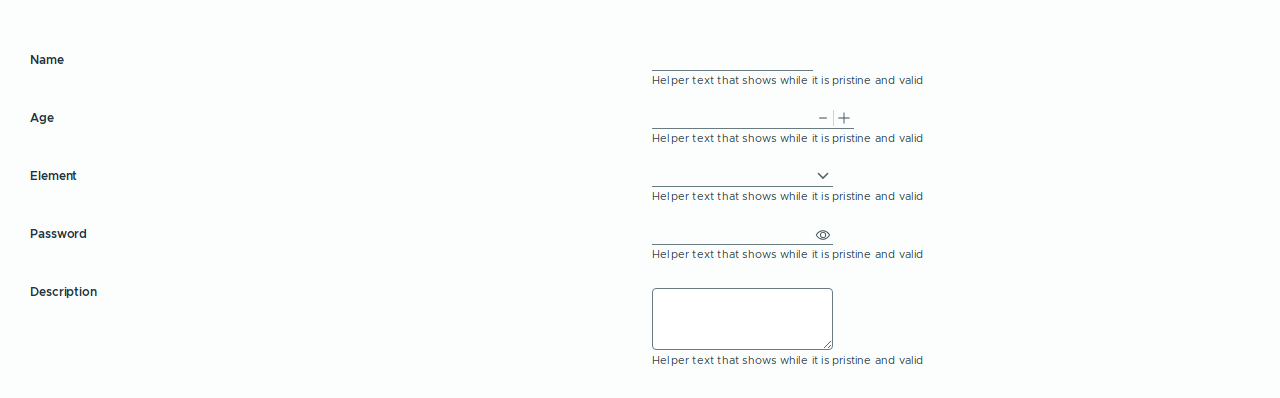 Name
Helper text that shows while it is pristine and valid
Age
Helper text that shows while it is pristine and valid
Element
Helper text that shows while it is pristine and valid
Password
Helper text that shows while it is pristine and valid
Description
Helper text that shows while it is pristine and valid